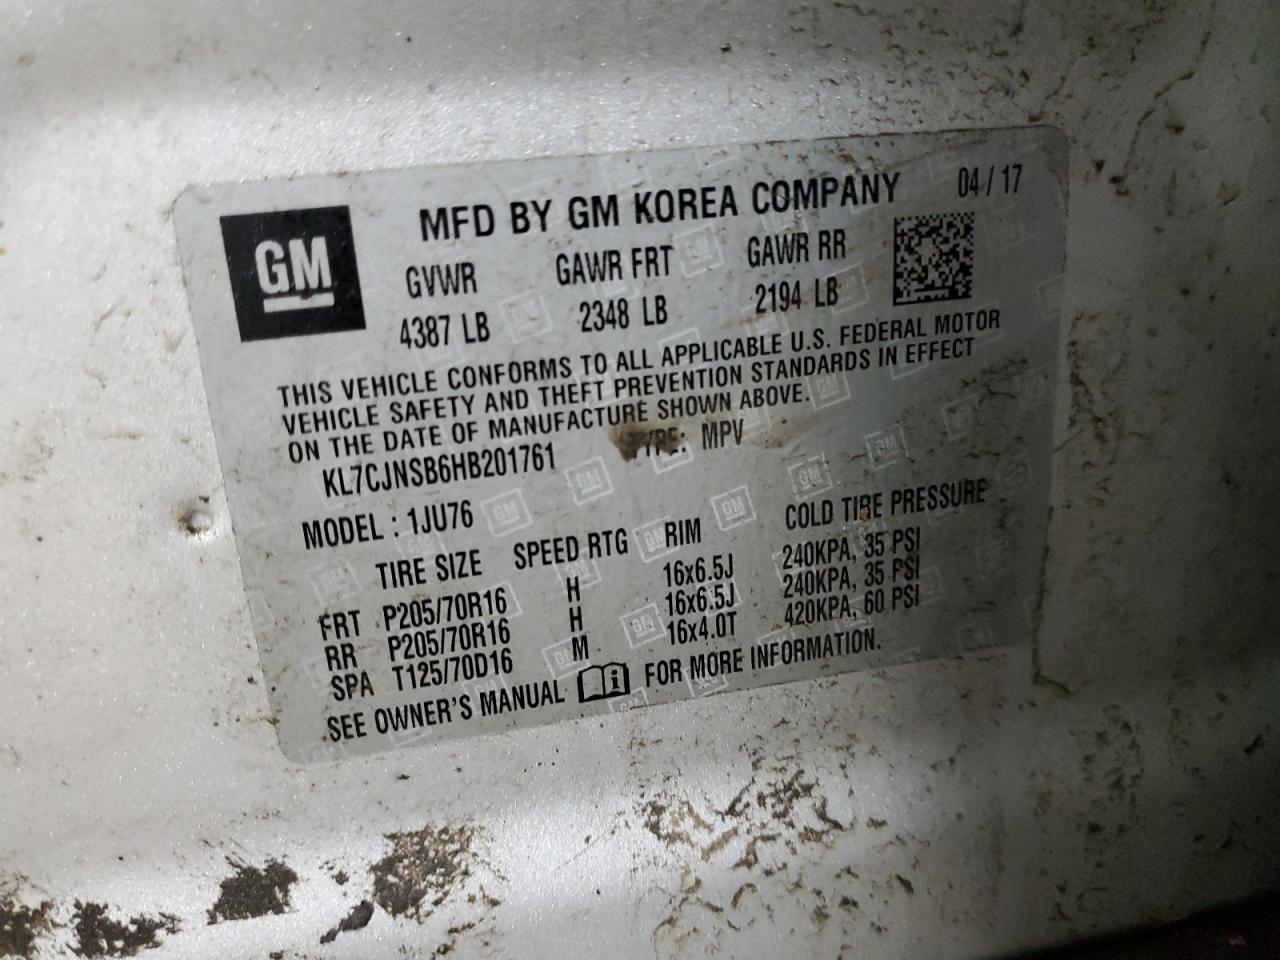 GM
MFD BY GM KOREA COMPANY 04/17
GVWR GAWR FRT GAWR RR
4387 LB 2348 LB 2194 LB
THIS VEHICLE CONFORMS TO ALL APPLICABLE U.S. FEDERAL MOTOR
VEHICLE SAFETY AND THEFT PREVENTION STANDARDS IN EFFECT
ON THE DATE OF MANUFACTURE SHOWN ABOVE.
KL7CJNSB6HB201761 TYPE: MPV
MODEL : 1JU76
TIRE SIZE SPEED RTG RIM COLD TIRE PRESSURE
FRT P205/70R16 H 16x6.5J 240KPA, 35 PSI
RR P205/70R16 H 16x6.5J 240KPA, 35 PSI
SPA T125/70D16 M 16x4.0T 420KPA, 60 PSI
SEE OWNER'S MANUAL FOR MORE INFORMATION.